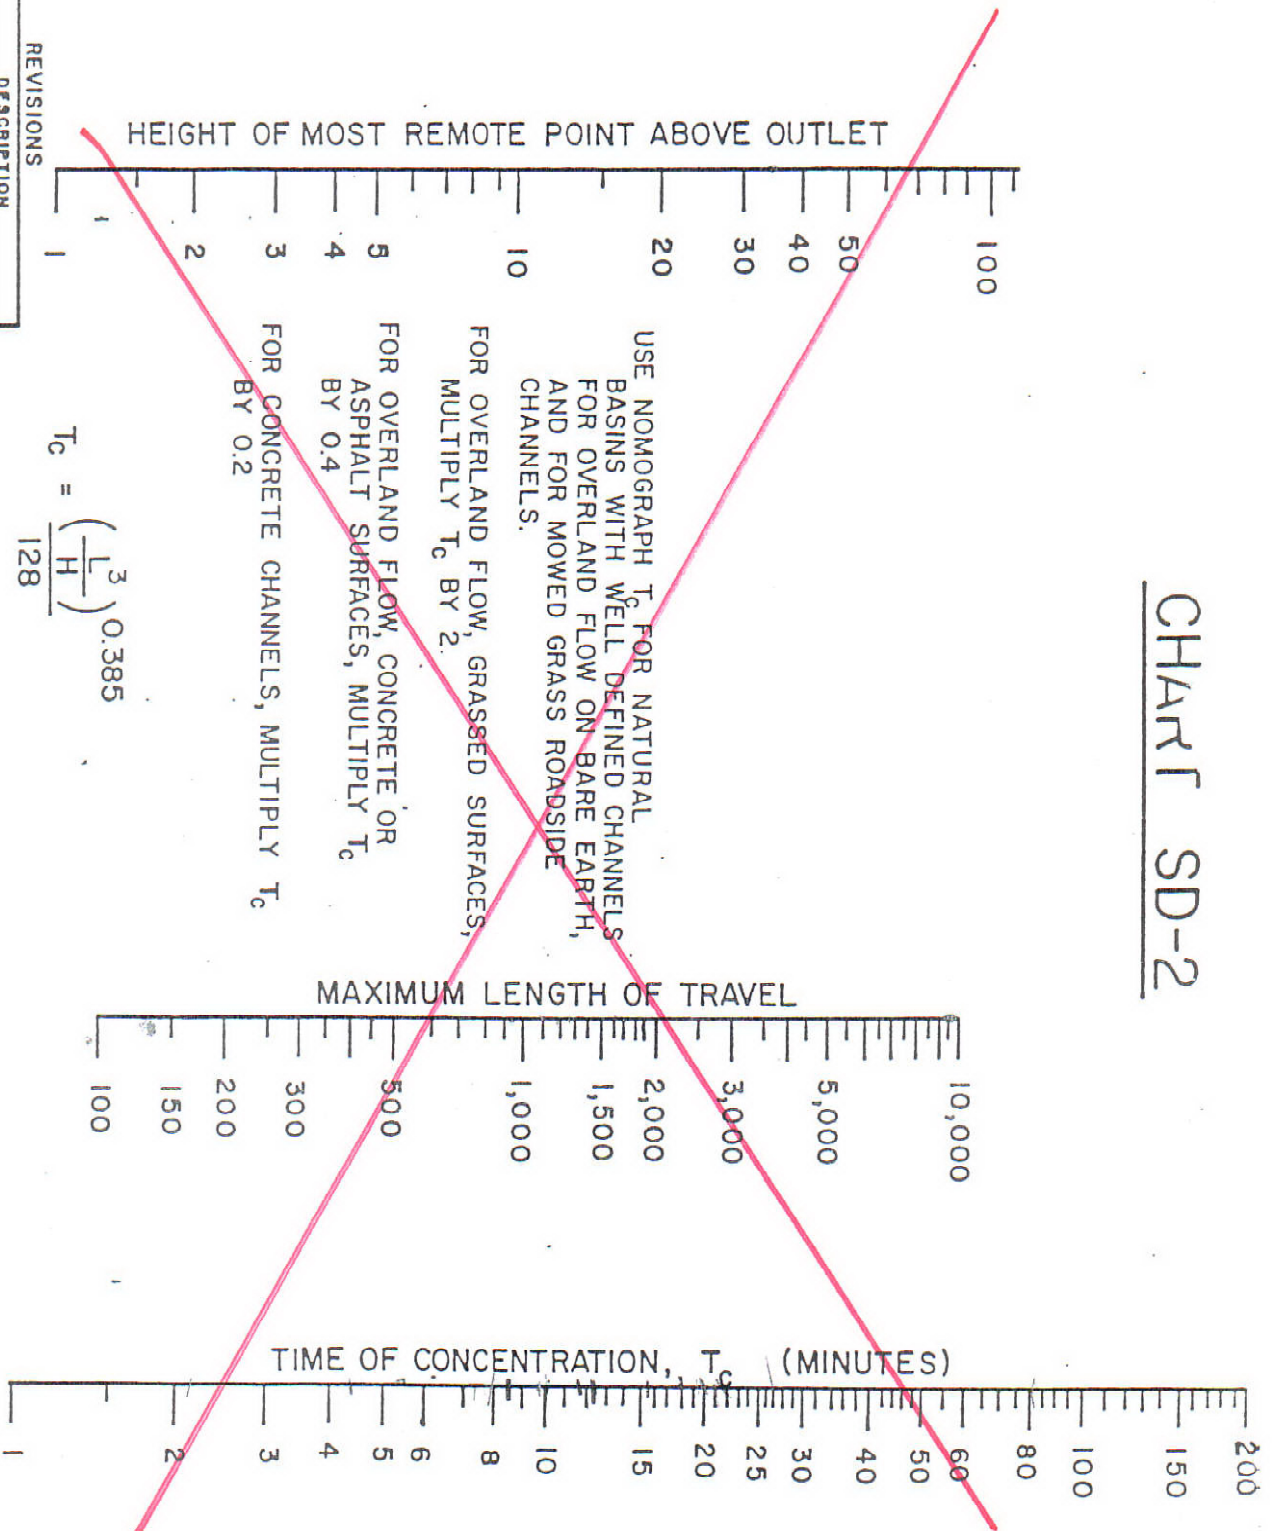 CHART SD-2
HEIGHT OF MOST REMOTE POINT ABOVE OUTLET
1
2
3
4
5
10
20
30
40
50
100
USE NOMOGRAPH Tc FOR NATURAL
BASINS WITH WELL DEFINED CHANNELS
FOR OVERLAND FLOW ON BARE EARTH,
AND FOR MOWED GRASS ROADSIDE
CHANNELS.
FOR OVERLAND FLOW, GRASSED SURFACES,
MULTIPLY Tc BY 2.
FOR OVERLAND FLOW, CONCRETE OR
ASPHALT SURFACES, MULTIPLY Tc
BY 0.4
FOR CONCRETE CHANNELS, MULTIPLY Tc
BY 0.2
Tc = (L^3/H)^0.385
128
MAXIMUM LENGTH OF TRAVEL
100
150
200
300
500
1,000
1,500
2,000
3,000
5,000
10,000
TIME OF CONCENTRATION, Tc (MINUTES)
1
2
3
4
5
6
8
10
15
20
25
30
40
50
60
80
100
150
200
REVISIONS
DESCRIPTION